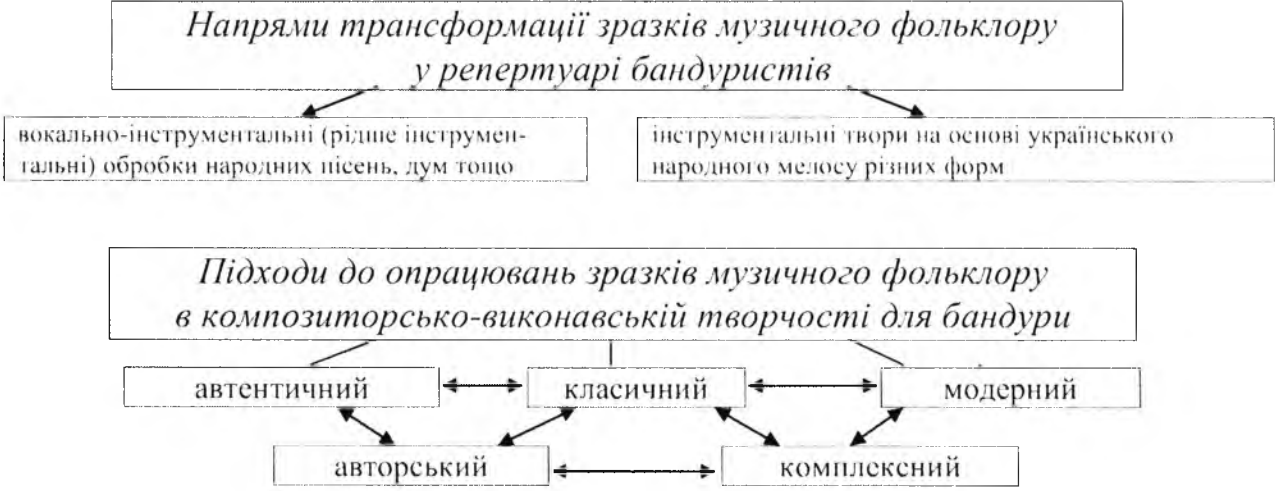 Напрями трансформації зразків музичного фольклору
у репертуарі бандуристів
вокально-інструментальні (рідше інструмен-
тальні) обробки народних пісень, дум тощо
інструментальні твори на основі українського
народного мелосу різних форм
Підходи до опрацювань зразків музичного фольклору
в композиторсько-виконавській творчості для бандури
автентичний
класичний
модерний
авторський
комплексний